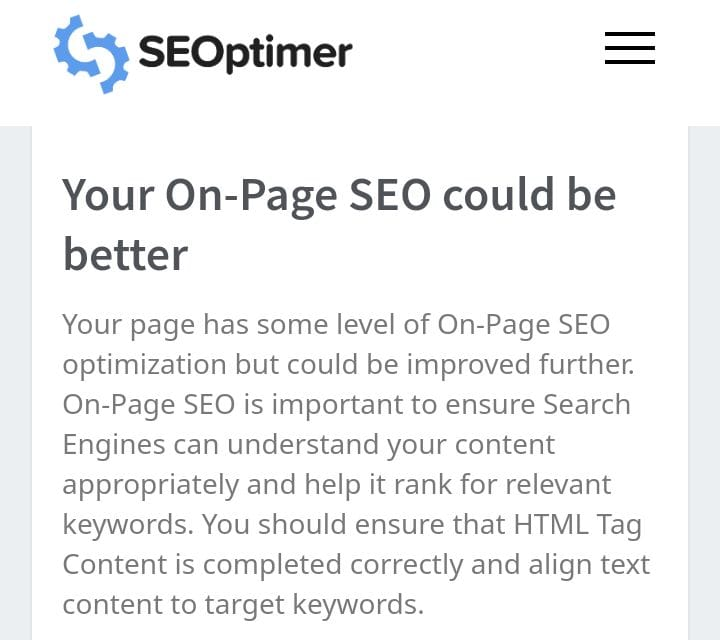 SEOptimer
Your On-Page SEO could be
better
Your page has some level of On-Page SEO
optimization but could be improved further.
On-Page SEO is important to ensure Search
Engines can understand your content
appropriately and help it rank for relevant
keywords. You should ensure that HTML Tag
Content is completed correctly and align text
content to target keywords.